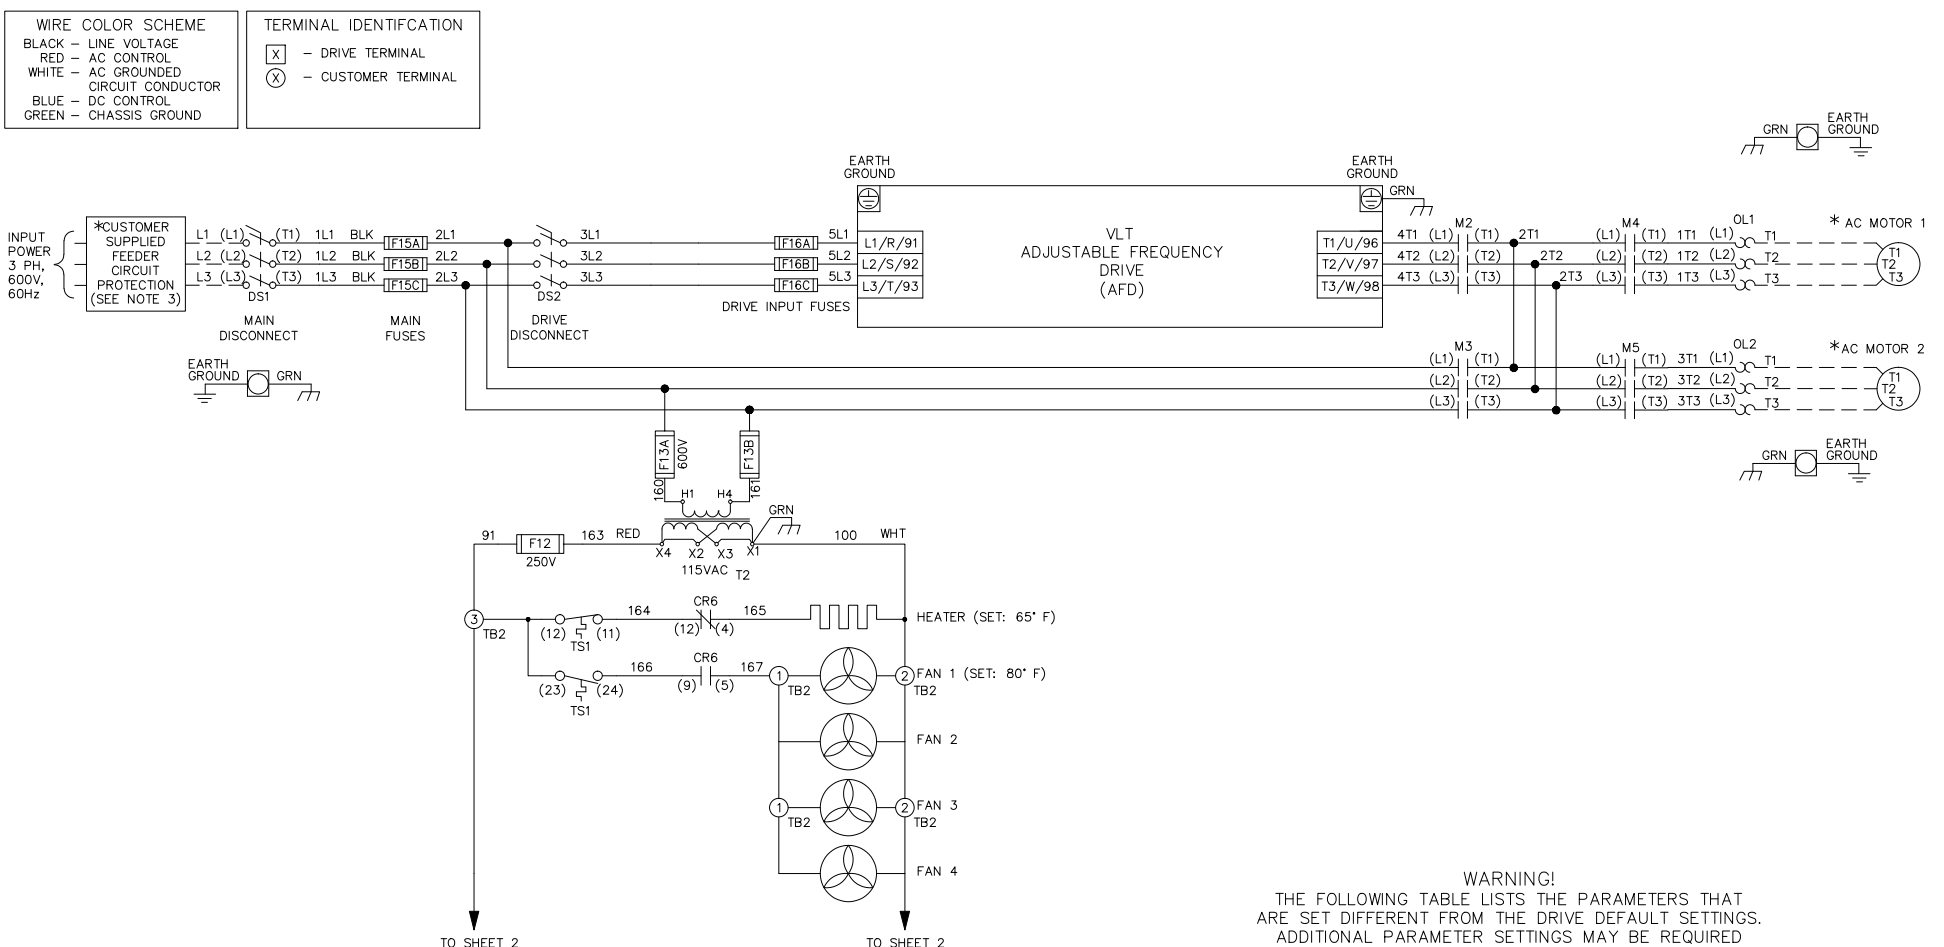 WIRE COLOR SCHEME
BLACK – LINE VOLTAGE
RED – AC CONTROL
WHITE – AC GROUNDED
CIRCUIT CONDUCTOR
BLUE – DC CONTROL
GREEN – CHASSIS GROUND
TERMINAL IDENTIFCATION
X – DRIVE TERMINAL
X – CUSTOMER TERMINAL
GRN
EARTH
GROUND
INPUT
POWER
3 PH,
600V,
60Hz
*CUSTOMER
SUPPLIED
FEEDER
CIRCUIT
PROTECTION
(SEE NOTE 3)
L1 (L1) (T1) 1L1 BLK F15A 2L1 3L1 F16A 5L1 L1/R/91
L2 (L2) (T2) 1L2 BLK F15B 2L2 3L2 F16B 5L2 L2/S/92
L3 (L3) (T3) 1L3 BLK F15C 2L3 3L3 F16C 5L3 L3/T/93
DS1
MAIN
DISCONNECT
MAIN
FUSES
DS2
DRIVE
DISCONNECT
DRIVE INPUT FUSES
EARTH
GROUND
GRN
EARTH
GROUND
VLT
ADJUSTABLE FREQUENCY
DRIVE
(AFD)
EARTH
GROUND
GRN
M2 M4 OL1 * AC MOTOR 1
T1/U/96 4T1 (L1) (T1) 2T1 (L1) (T1) 1T1 (L1) T1 T1
T2/V/97 4T2 (L2) (T2) 2T2 (L2) (T2) 1T2 (L2) T2 T2
T3/W/98 4T3 (L3) (T3) 2T3 (L3) (T3) 1T3 (L3) T3 T3
M3 M5 OL2 *AC MOTOR 2
(L1) (T1) (L1) (T1) 3T1 (L1) T1 T1
(L2) (T2) (L2) (T2) 3T2 (L2) T2 T2
(L3) (T3) (L3) (T3) 3T3 (L3) T3 T3
GRN
EARTH
GROUND
F13A
600V
F13B
160
161
H1 H4
GRN
91 F12 163 RED
250V
X4 X2 X3 X1
115VAC T2
100 WHT
3 TB2
(12) (11) 164 CR6 165 HEATER (SET: 65° F)
TS1
(12) (4)
(23) (24) 166 CR6 167 1 2 FAN 1 (SET: 80° F)
TS1
(9) (5)
TB2 TB2
FAN 2
1 2 FAN 3
TB2 TB2
FAN 4
TO SHEET 2
TO SHEET 2
WARNING!
THE FOLLOWING TABLE LISTS THE PARAMETERS THAT
ARE SET DIFFERENT FROM THE DRIVE DEFAULT SETTINGS.
ADDITIONAL PARAMETER SETTINGS MAY BE REQUIRED